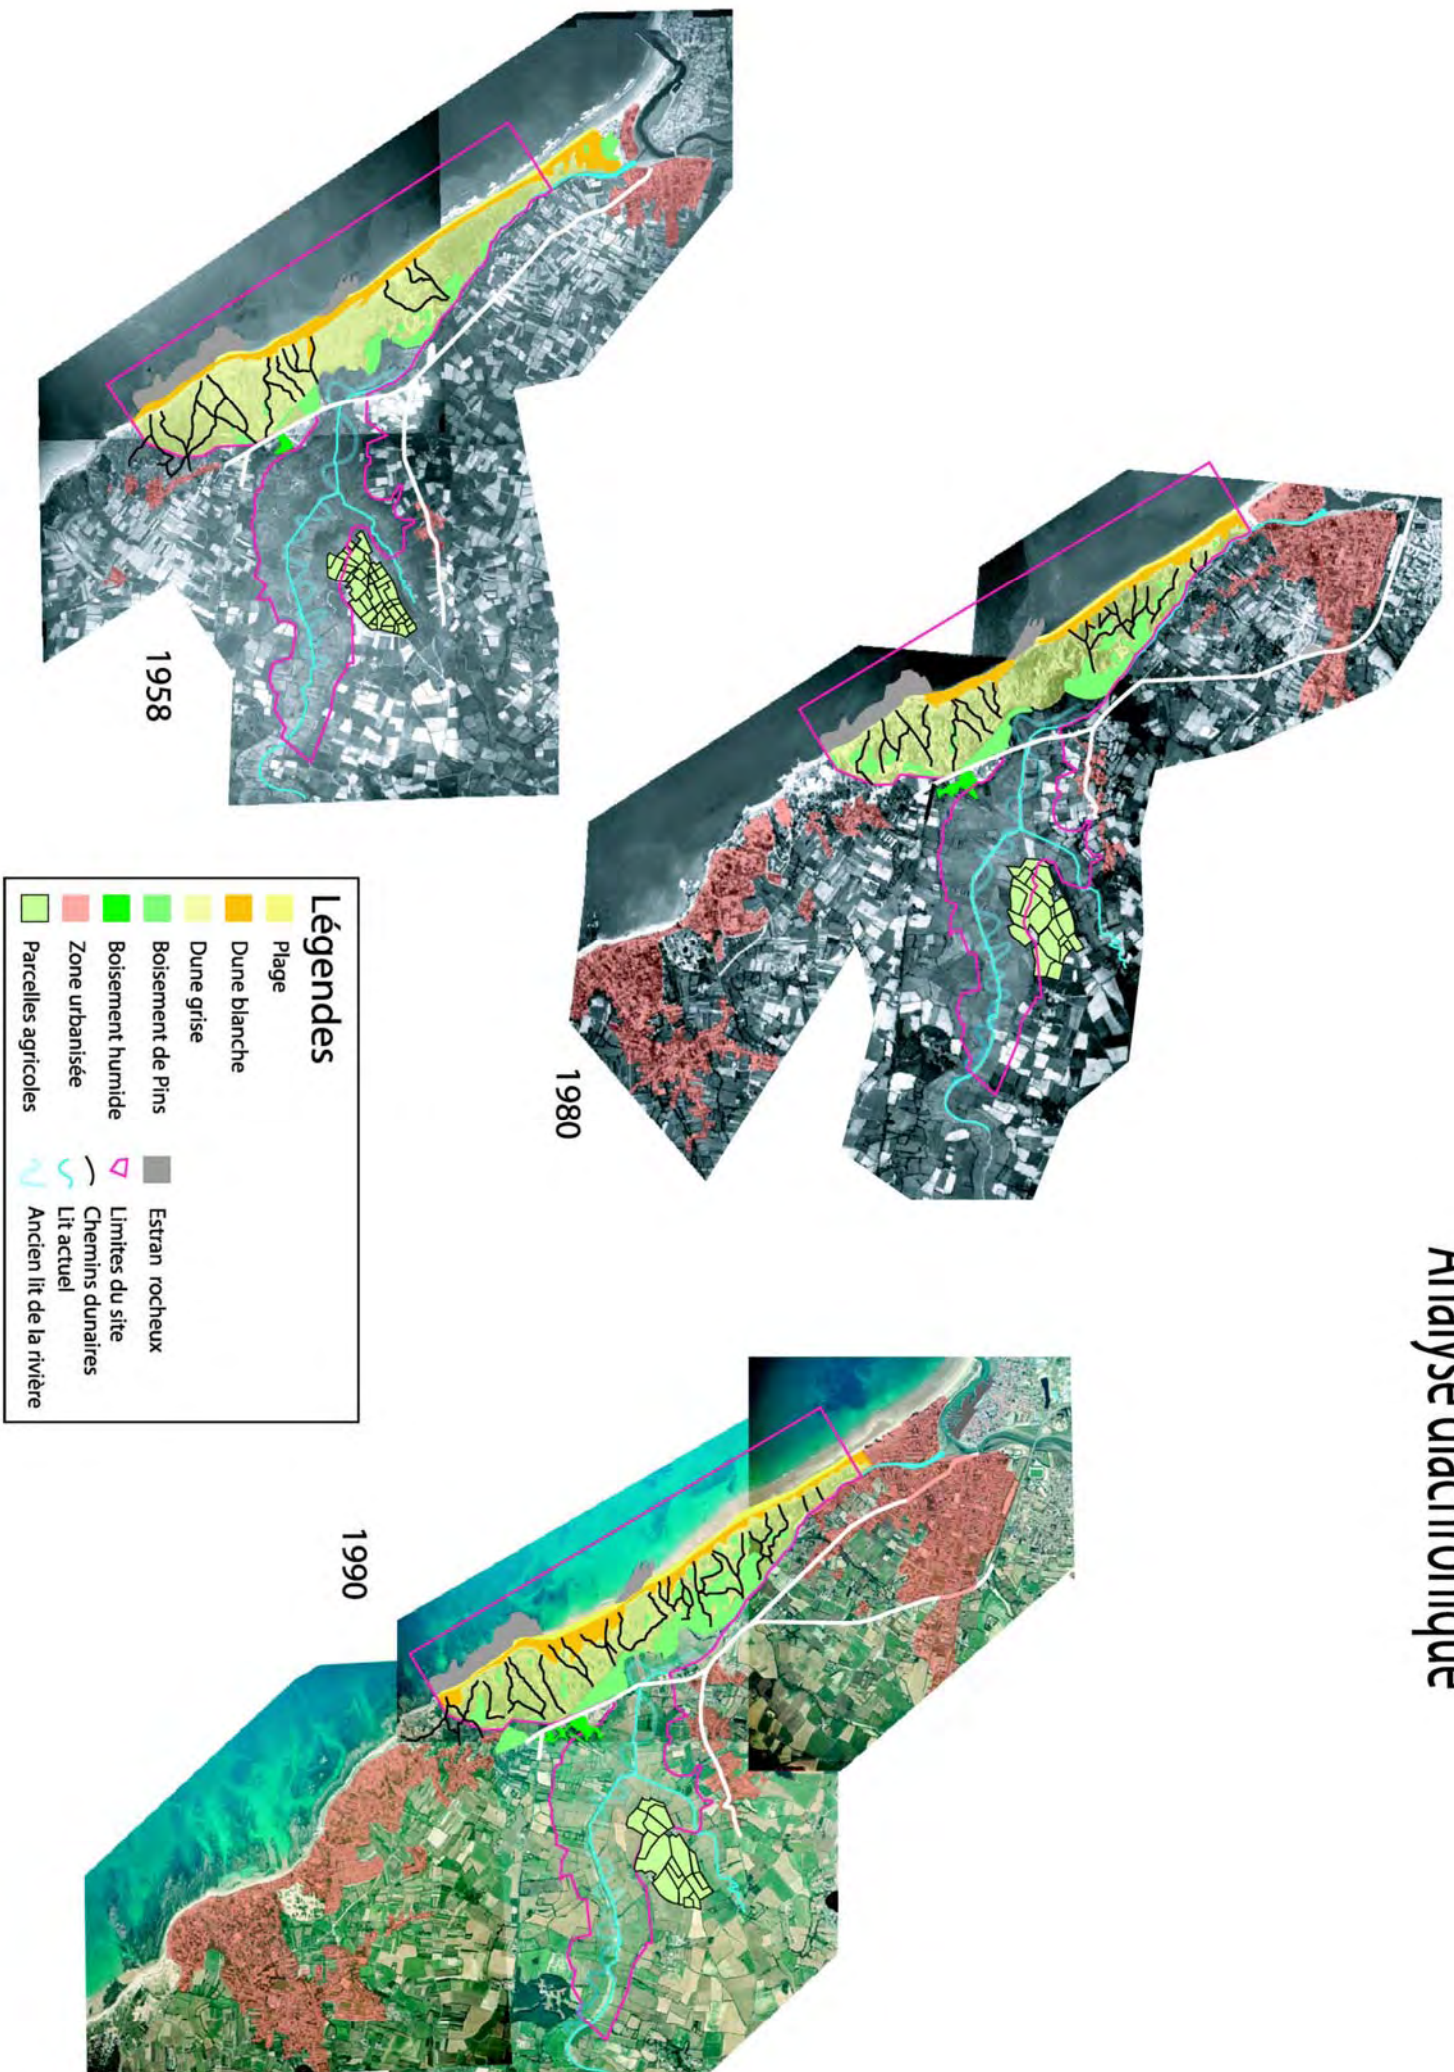 Analyse diachronique
1958
1980
1990
Légendes
Plage
Dune blanche
Dune grise
Boisement de Pins
Boisement humide
Zone urbanisée
Parcelles agricoles
Estran rocheux
Limites du site
Chemins dunaires
Lit actuel
Ancien lit de la rivière